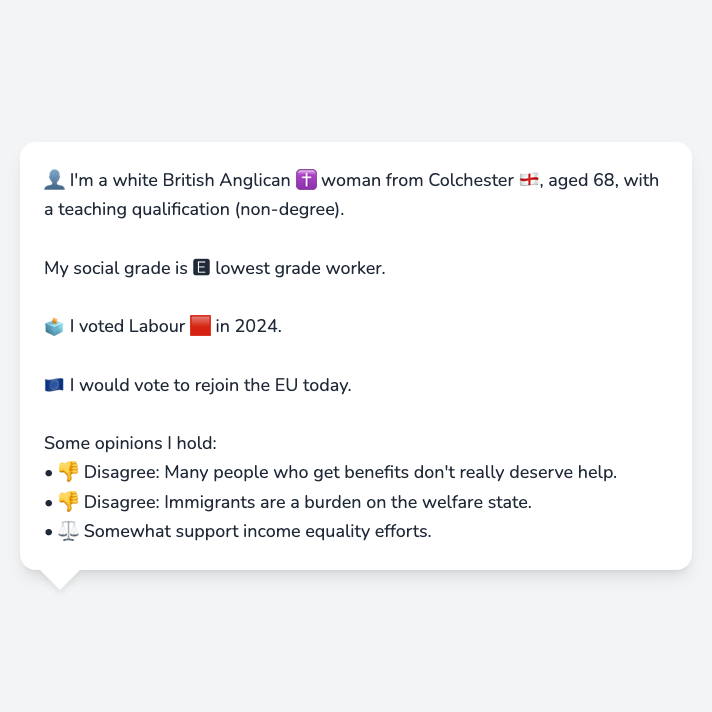 👤 I'm a white British Anglican ✝️ woman from Colchester 🏴󠁧󠁢󠁥󠁮󠁧󠁿, aged 68, with
a teaching qualification (non-degree).
My social grade is 🅴 lowest grade worker.
🗳️ I voted Labour 🟥 in 2024.
🇪🇺 I would vote to rejoin the EU today.
Some opinions I hold:
• 👎 Disagree: Many people who get benefits don't really deserve help.
• 👎 Disagree: Immigrants are a burden on the welfare state.
• ⚖️ Somewhat support income equality efforts.